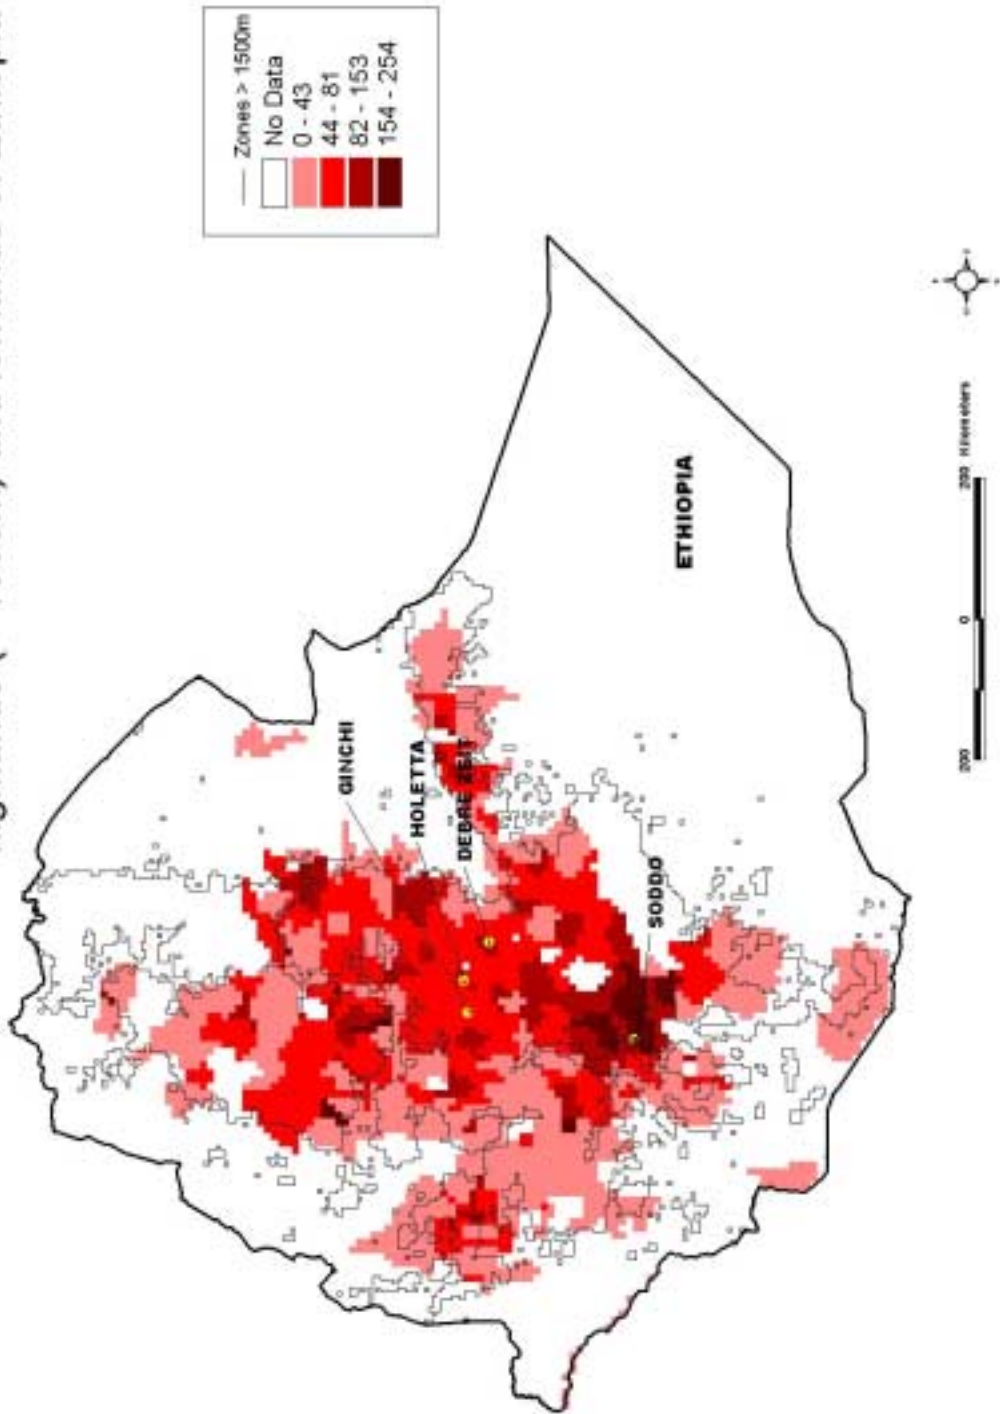 Zones > 1500m
No Data
0 - 43
44 - 81
82 - 153
154 - 254
GINCHI
HOLETTA
DEBRE ZEIT
SODDO
ETHIOPIA
200 0 200 Kilometers